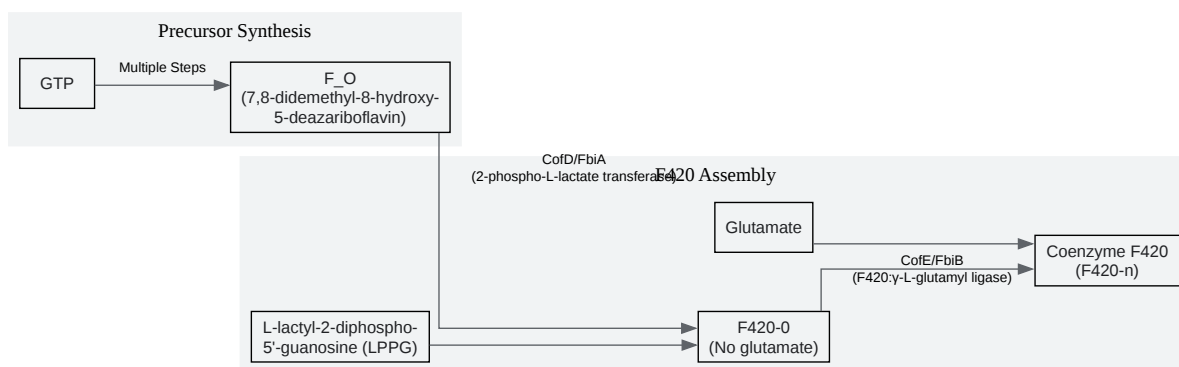 Precursor Synthesis
GTP
Multiple Steps
F_O
(7,8-didemethyl-8-hydroxy-
5-deazariboflavin)
CofD/FbiA
(2-phospho-L-lactate transferase)
F420 Assembly
Glutamate
CofE/FbiB
(F420:γ-L-glutamyl ligase)
Coenzyme F420
(F420-n)
L-lactyl-2-diphospho-
5'-guanosine (LPPG)
F420-0
(No glutamate)